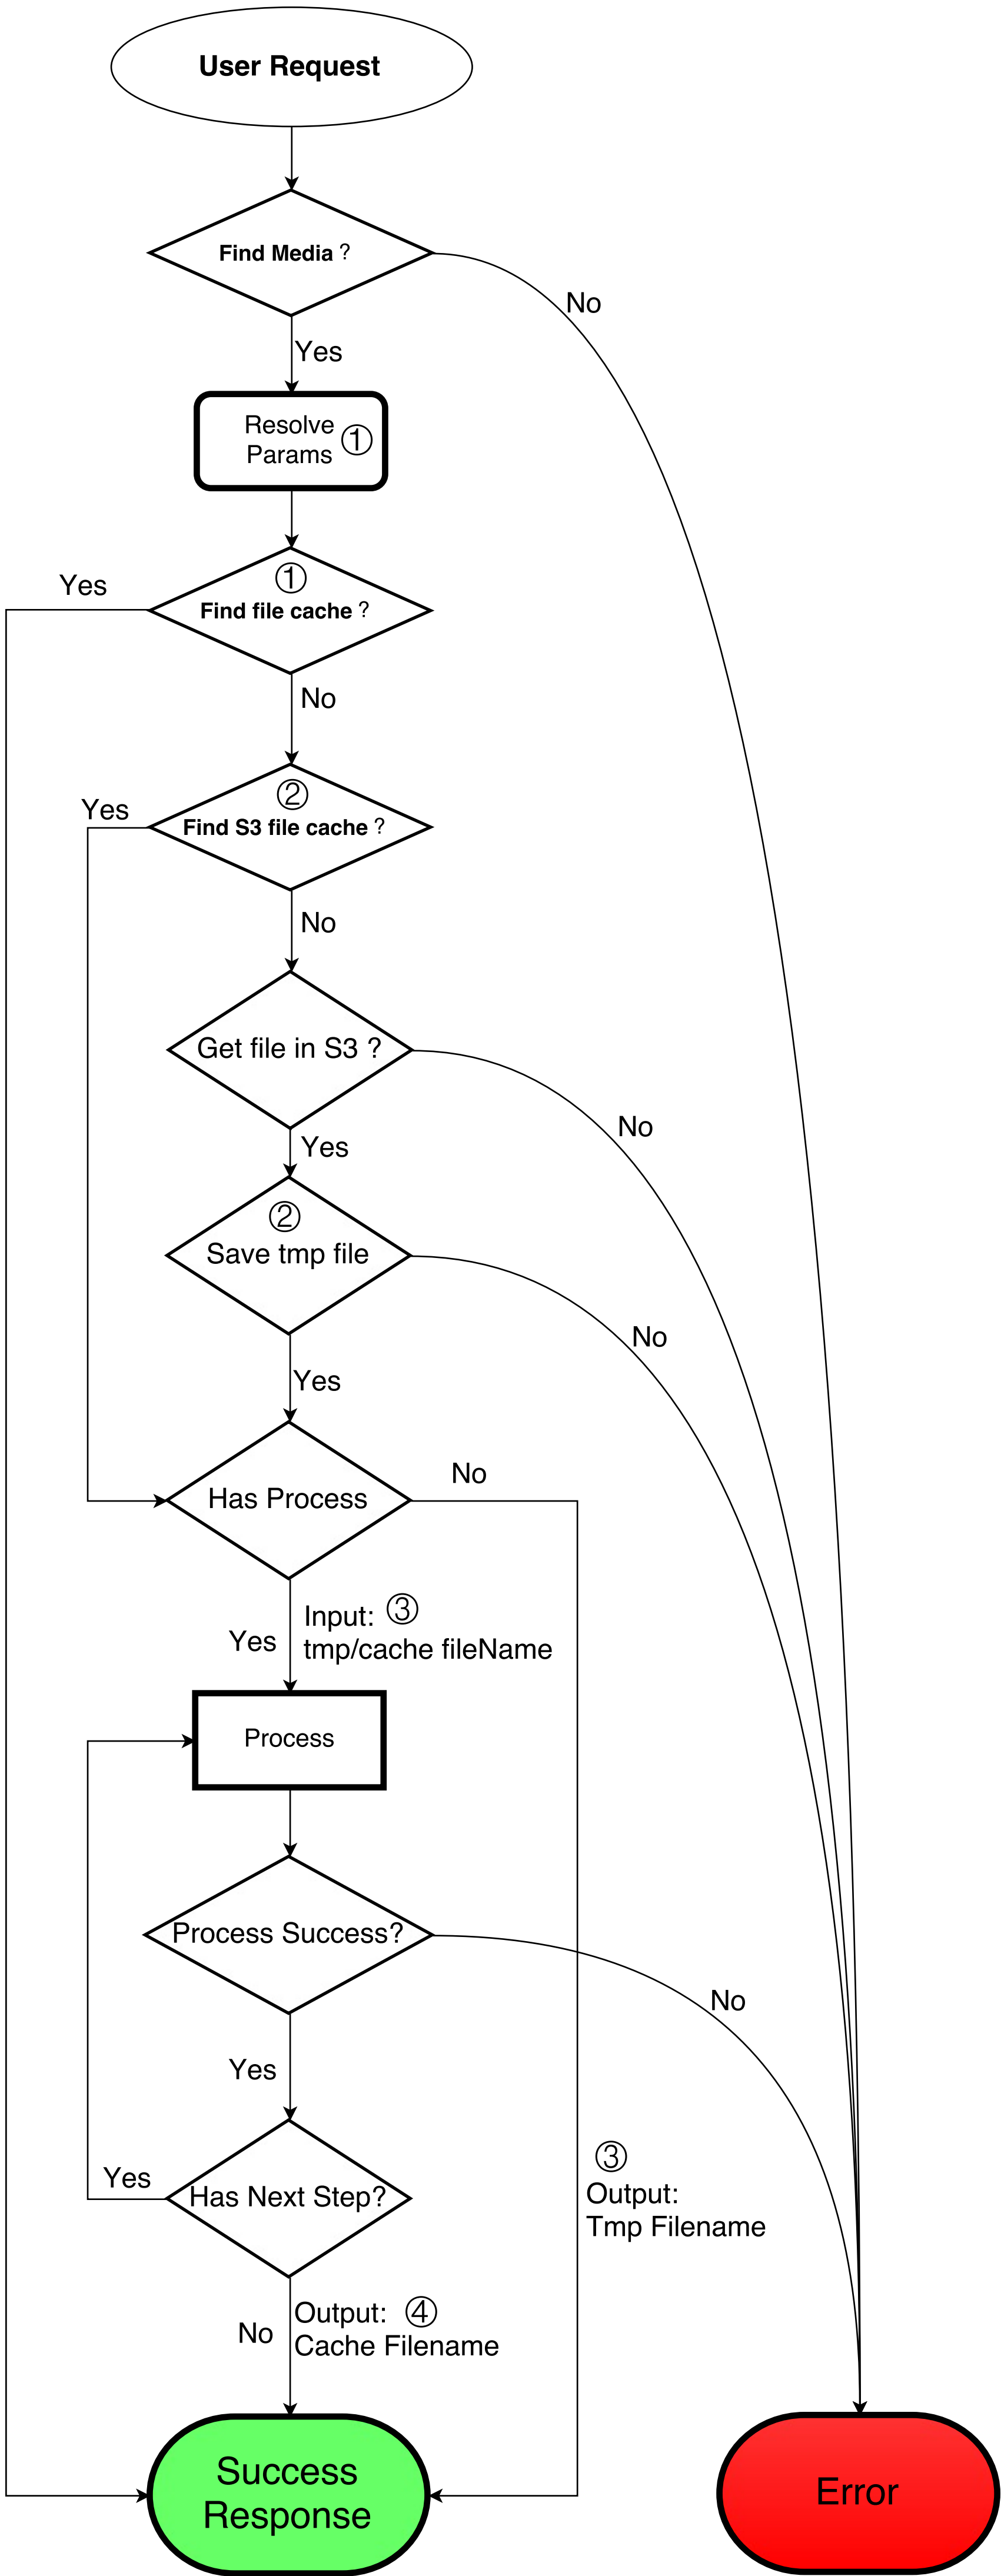 User Request
Find Media ?
No
Yes
Resolve
Params ①
①
Yes
Find file cache ?
No
②
Yes
Find S3 file cache ?
No
Get file in S3 ?
No
Yes
②
Save tmp file
No
Yes
No
Has Process
Input: ③
tmp/cache fileName
Yes
Process
Process Success?
No
Yes
③
Yes
Has Next Step?
Output:
Tmp Filename
Output: ④
Cache Filename
No
Success
Response
Error